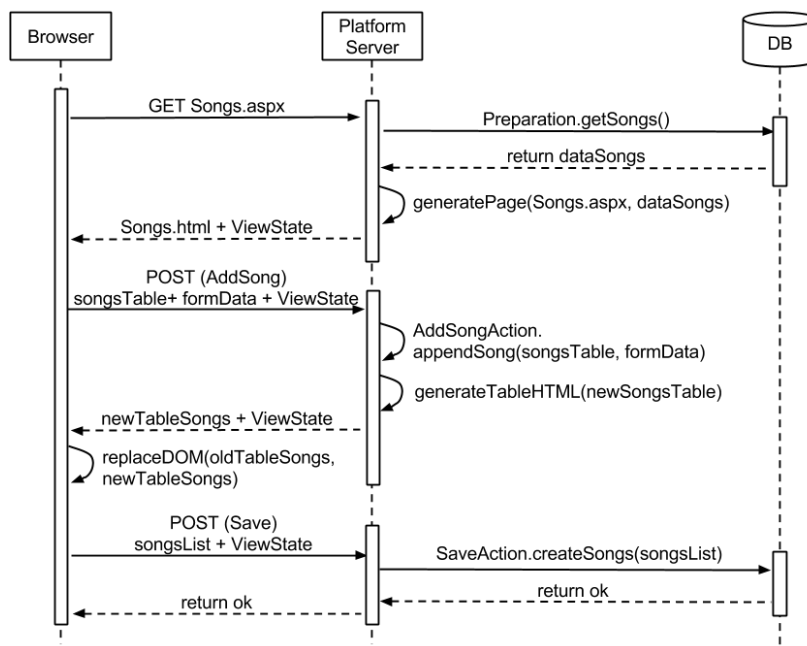 Browser
Platform
Server
DB
GET Songs.aspx
Preparation.getSongs()
return dataSongs
generatePage(Songs.aspx, dataSongs)
Songs.html + ViewState
POST (AddSong)
songsTable+ formData + ViewState
AddSongAction.
appendSong(songsTable, formData)
generateTableHTML(newSongsTable)
newTableSongs + ViewState
replaceDOM(oldTableSongs,
newTableSongs)
POST (Save)
songsList + ViewState
SaveAction.createSongs(songsList)
return ok
return ok